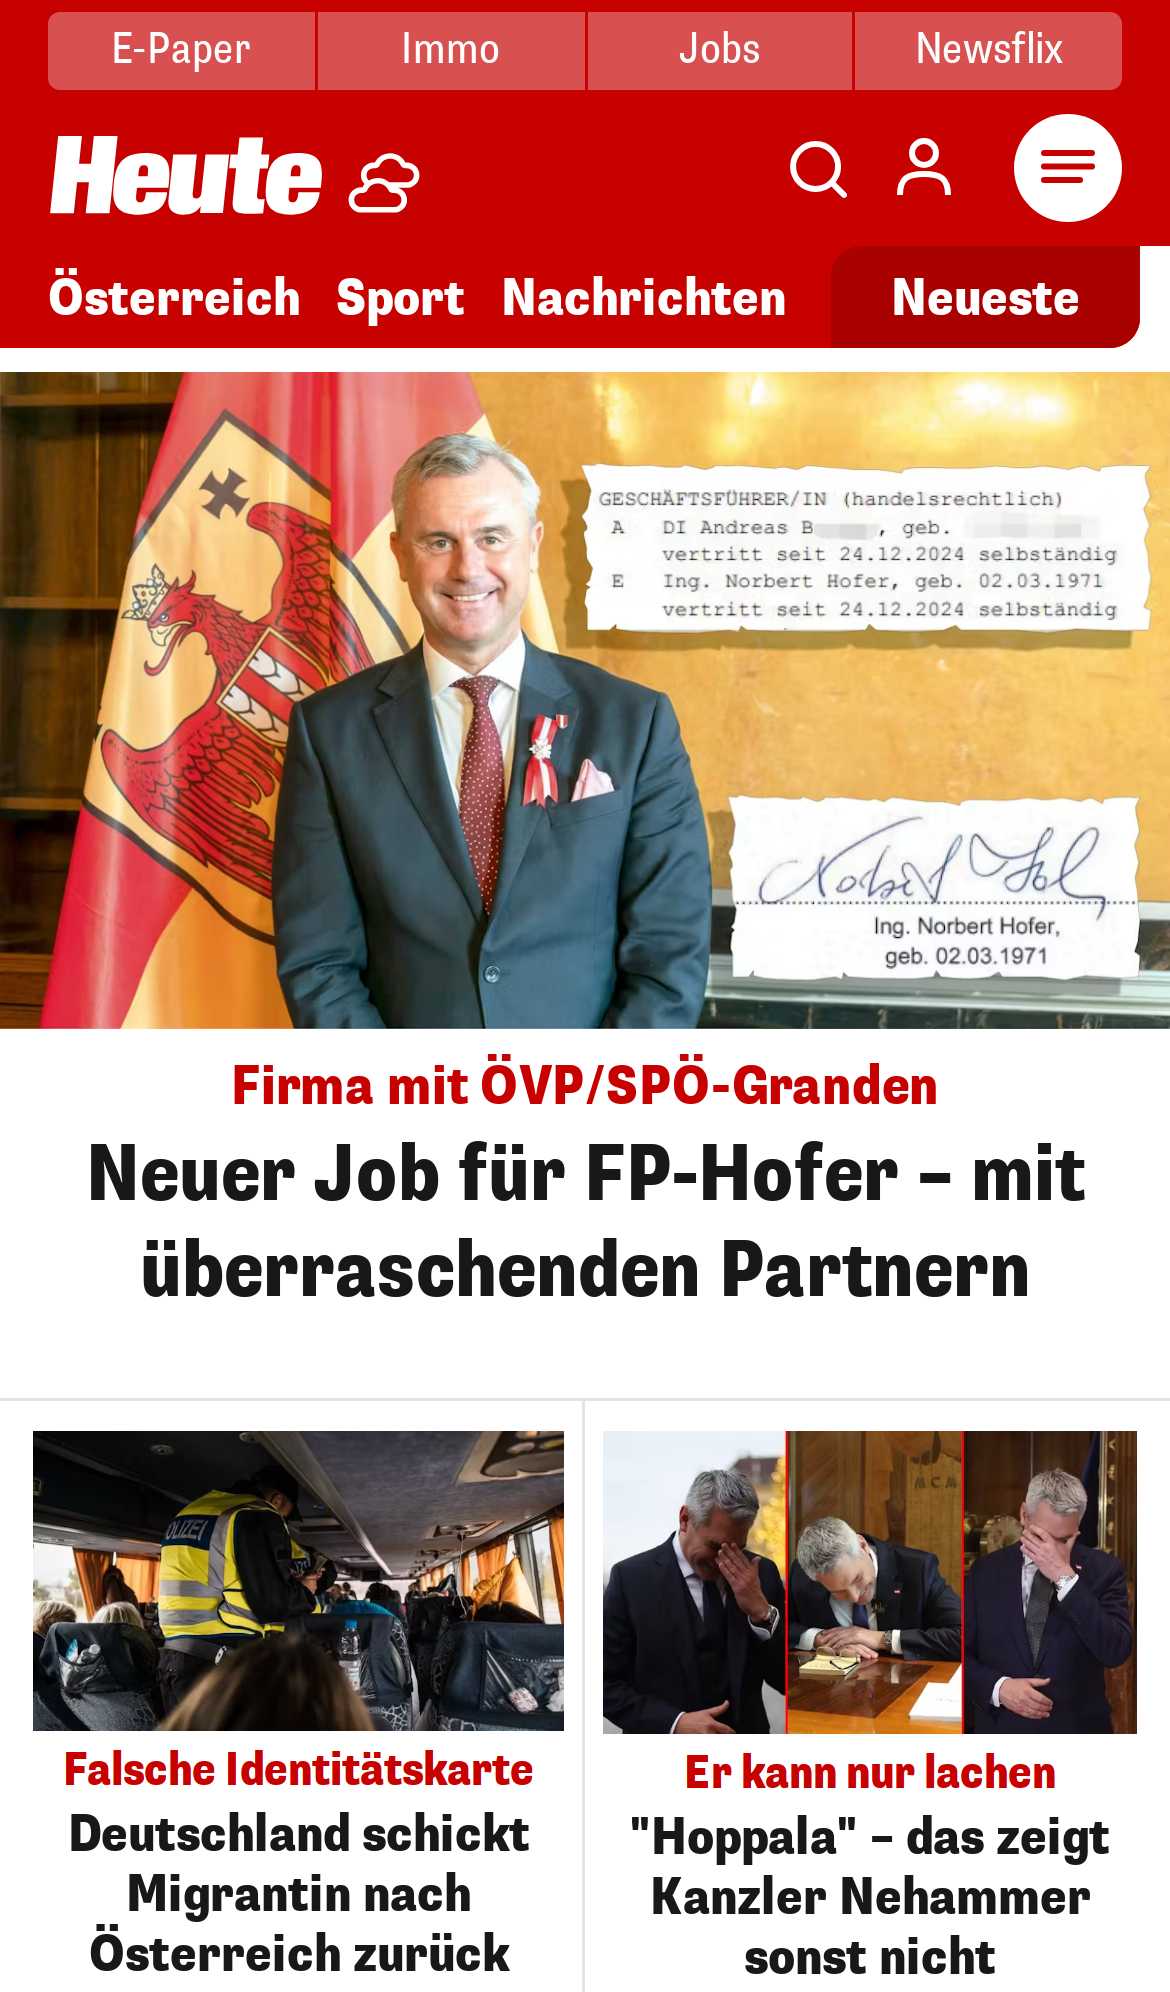 E-Paper
Immo
Jobs
Newsflix
Heute
Österreich
Sport
Nachrichten
Neueste
GESCHÄFTSFÜHRER/IN (handelsrechtlich)
A DI Andreas B , geb.
vertritt seit 24.12.2024 selbständig
E Ing. Norbert Hofer, geb. 02.03.1971
vertritt seit 24.12.2024 selbständig
Ing. Norbert Hofer,
geb. 02.03.1971
Firma mit ÖVP/SPÖ-Granden
Neuer Job für FP-Hofer – mit
überraschenden Partnern
POLIZEI
Falsche Identitätskarte
Deutschland schickt
Migrantin nach
Österreich zurück
MCM
Er kann nur lachen
"Hoppala" – das zeigt
Kanzler Nehammer
sonst nicht